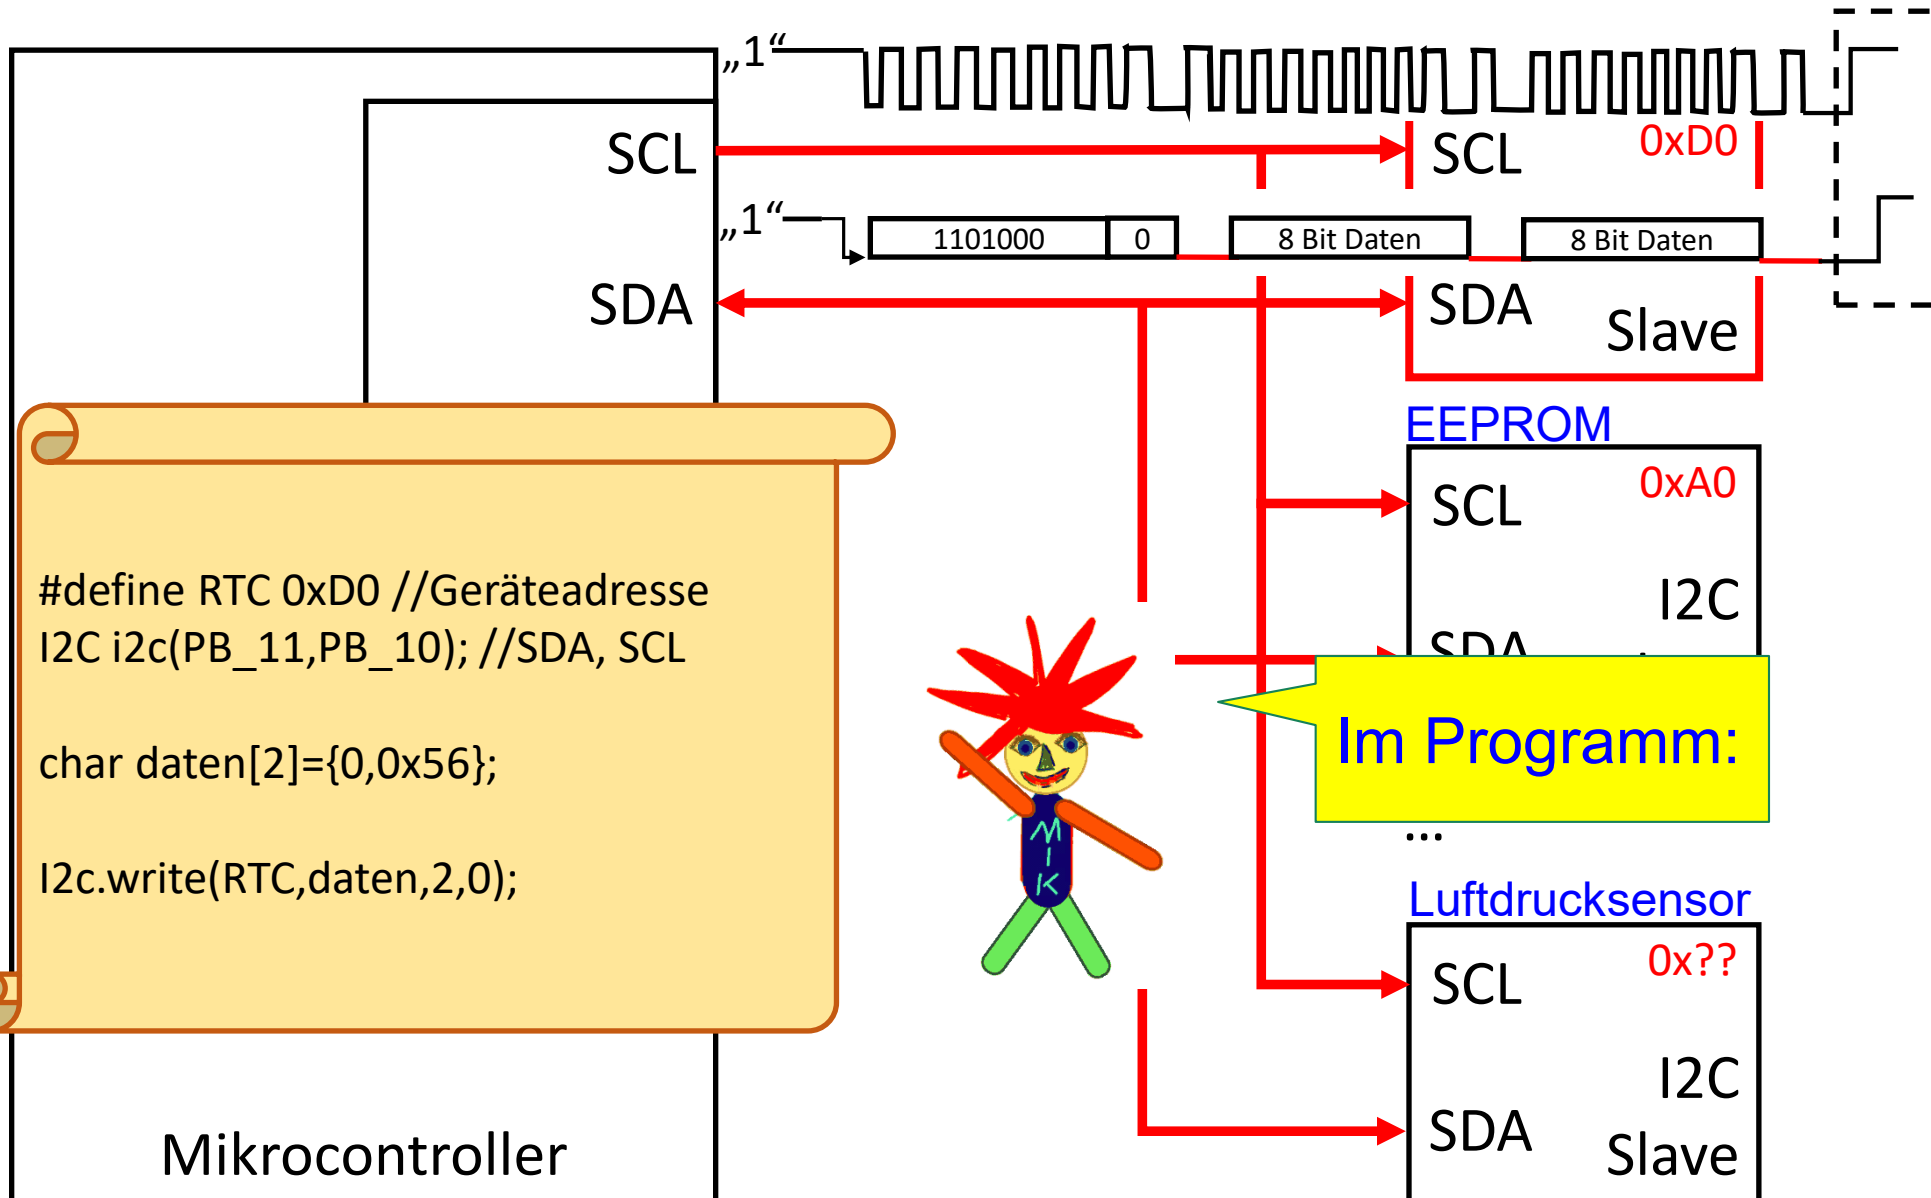 „1“
SCL
SCL
0xD0
„1“
1101000
0
8 Bit Daten
8 Bit Daten
SDA
SDA
Slave
EEPROM
SCL
0xA0
I2C
SDA
#define RTC 0xD0 //Geräteadresse
I2C i2c(PB_11,PB_10); //SDA, SCL
char daten[2]={0,0x56};
I2c.write(RTC,daten,2,0);
Im Programm:
...
MIK
Luftdrucksensor
SCL
0x??
I2C
SDA
Slave
Mikrocontroller